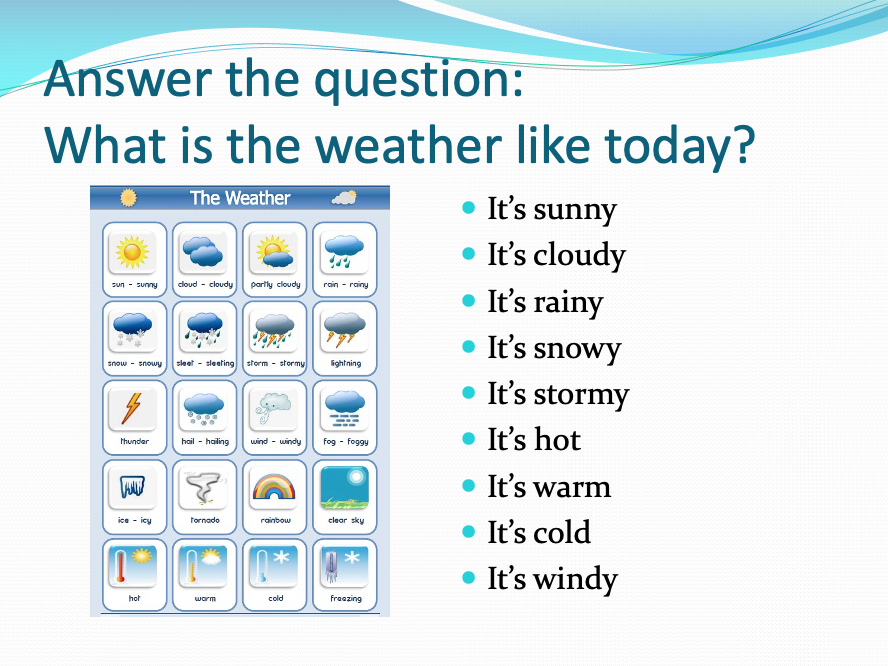 Answer the question:
What is the weather like today?
The Weather
sun - sunny
cloud - cloudy
partly cloudy
rain - rainy
snow - snowy
sleet - sleeting
storm - stormy
lightning
thunder
hail - hailing
wind - windy
fog - foggy
ice - icy
tornado
rainbow
clear sky
hot
warm
cold
freezing
It’s sunny
It’s cloudy
It’s rainy
It’s snowy
It’s stormy
It’s hot
It’s warm
It’s cold
It’s windy